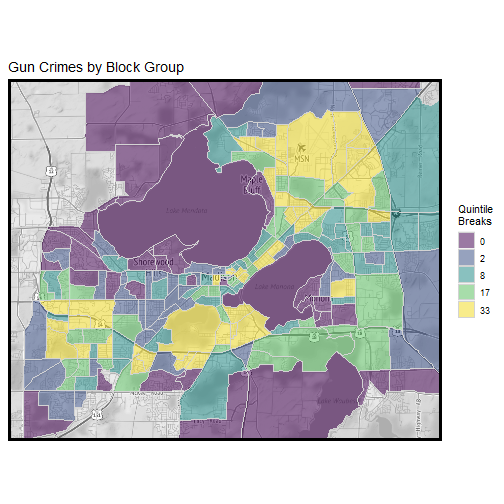 Gun Crimes by Block Group
MSN
Maple
Bluff
Lake Mendota
Shorewood
Hills
Madison
Lake Monona
Quintile
Breaks
0
2
8
17
33